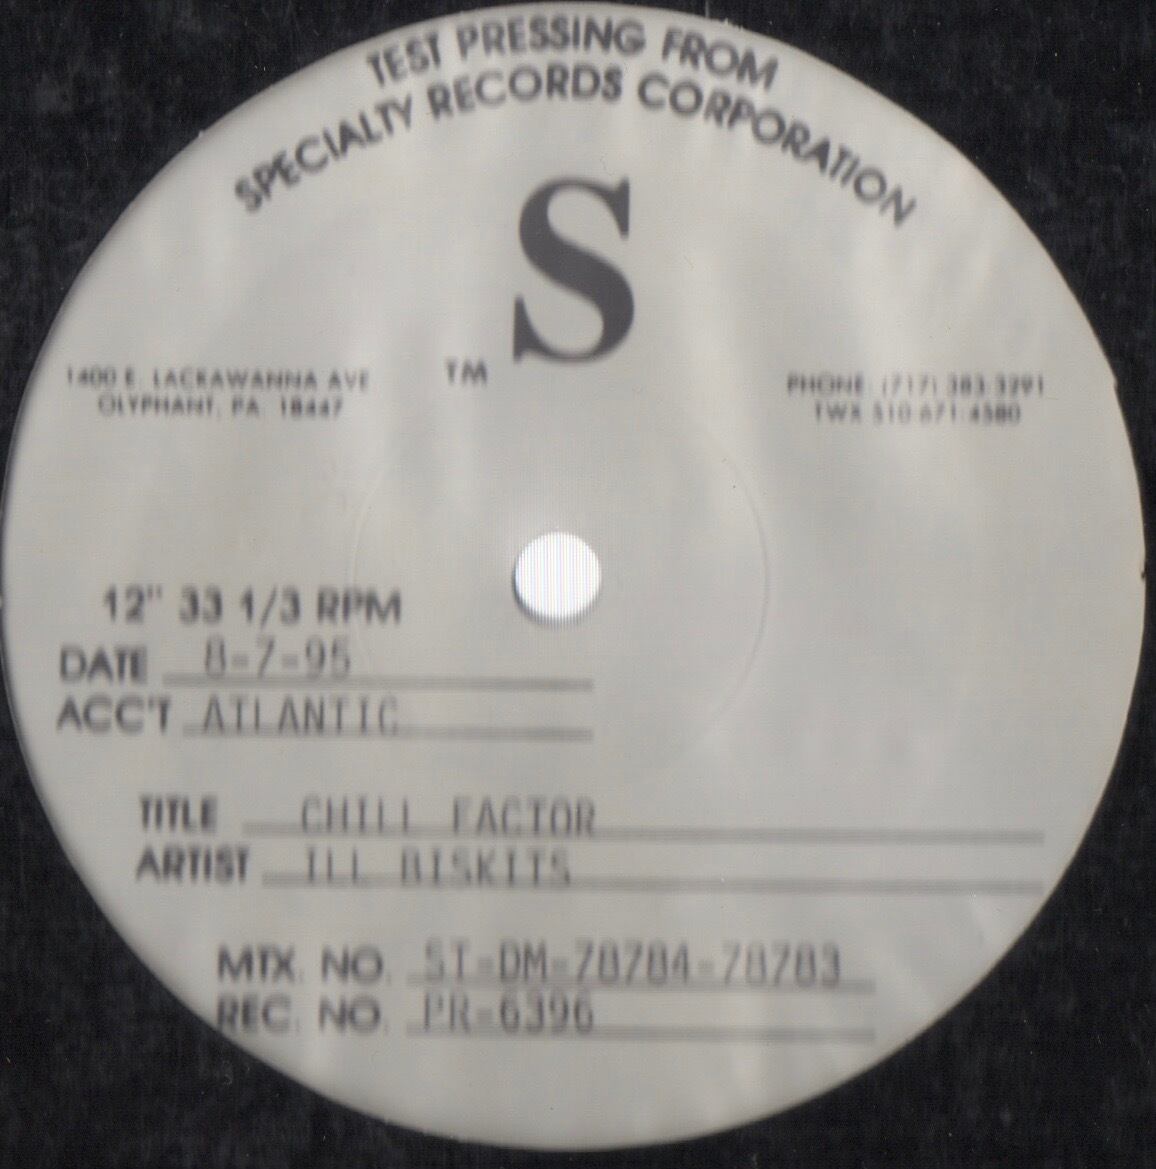 TEST PRESSING FROM
SPECIALTY RECORDS CORPORATION
S
TM
1400 E. LACKAWANNA AVE
OLYPHANT, PA 18447
PHONE: (717) 383-3291
TWX 510-671-4580
12" 33 1/3 RPM
DATE 8-7-95
ACC'T ATLANTIC
TITLE CHILL FACTOR
ARTIST ILL BISKITS
MTX. NO. ST-DM-78784-78783
REC. NO. PR-6396